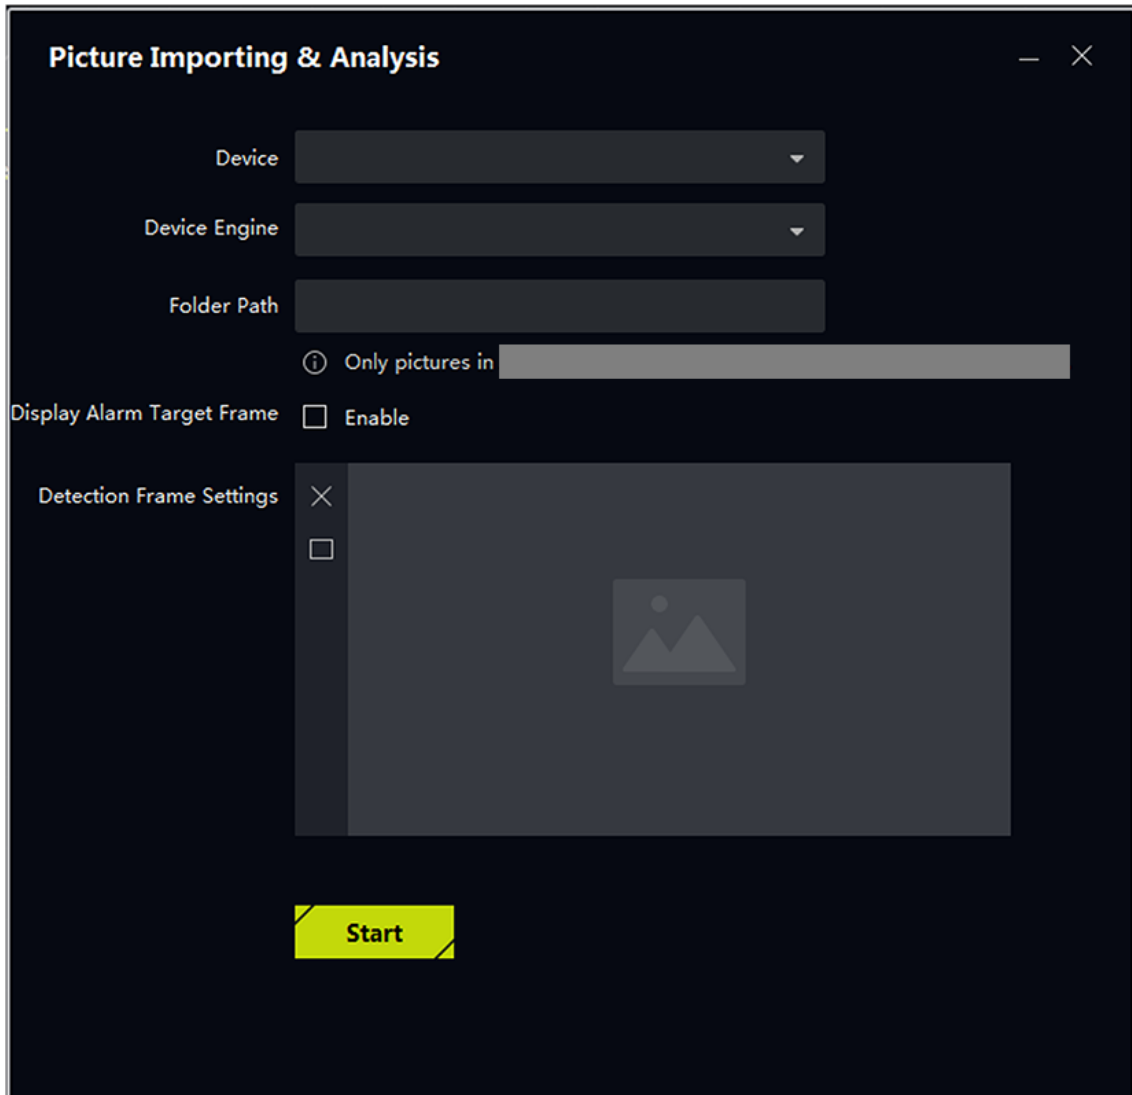 Picture Importing & Analysis
Device
Device Engine
Folder Path
Only pictures in
Display Alarm Target Frame
Enable
Detection Frame Settings
Start